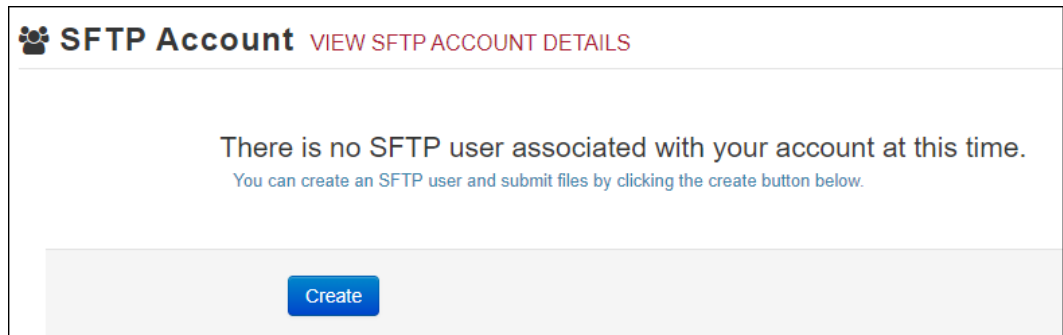 SFTP Account VIEW SFTP ACCOUNT DETAILS
There is no SFTP user associated with your account at this time.
You can create an SFTP user and submit files by clicking the create button below.
Create